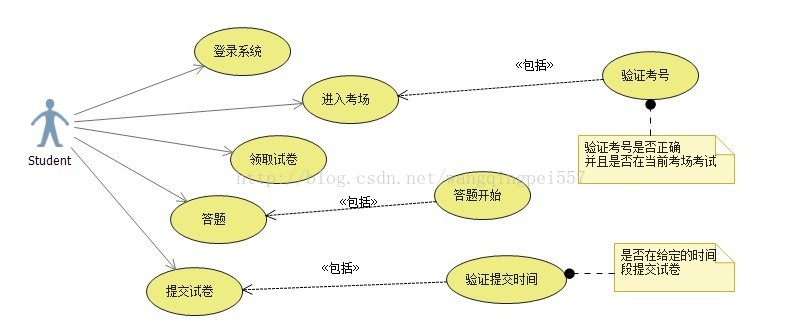 登录系统
«包括»
验证考号
进入考场
Student
验证考号是否正确
并且是否在当前考场考试
领取试卷
http://blog.csdn.net/wangqingpei557
答题
«包括»
答题开始
是否在给定的时间
段提交试卷
«包括»
提交试卷
验证提交时间